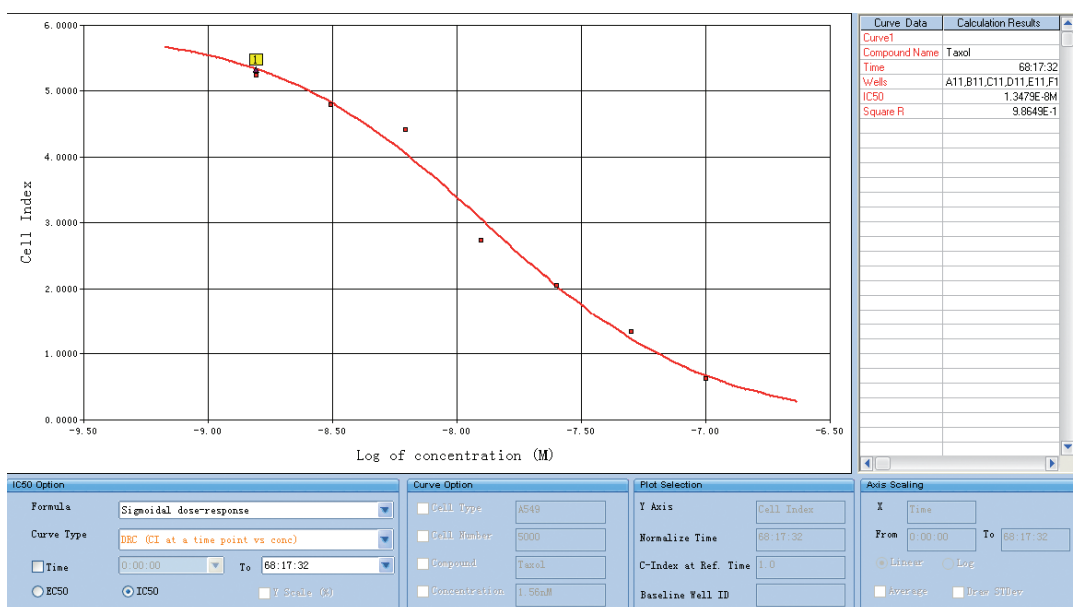 6.0000
5.0000
4.0000
3.0000
2.0000
1.0000
0.0000
Cell Index
1
-9.50 -9.00 -8.50 -8.00 -7.50 -7.00 -6.50
Log of concentration (M)
Curve Data Calculation Results
Curve1
Compound Name Taxol
Time 68:17:32
Wells A11,B11,C11,D11,E11,F1
IC50 1.3479E-8M
Square R 9.8649E-1
IC50 Option
Formula Sigmoidal dose-response
Curve Type DRC (CI at a time point vs conc)
Time 0:00:00 To 68:17:32
EC50 IC50 Y Scale (%)
Curve Option
Cell Type A549
Cell Number 5000
Compound Taxol
Concentration 1.56nM
Plot Selection
Y Axis Cell Index
Normalize Time 68:17:32
C-Index at Ref. Time 1.0
Baseline Well ID
Axis Scaling
X Time
From 0:00:00 To 68:17:32
Linear Log
Average Draw STDev